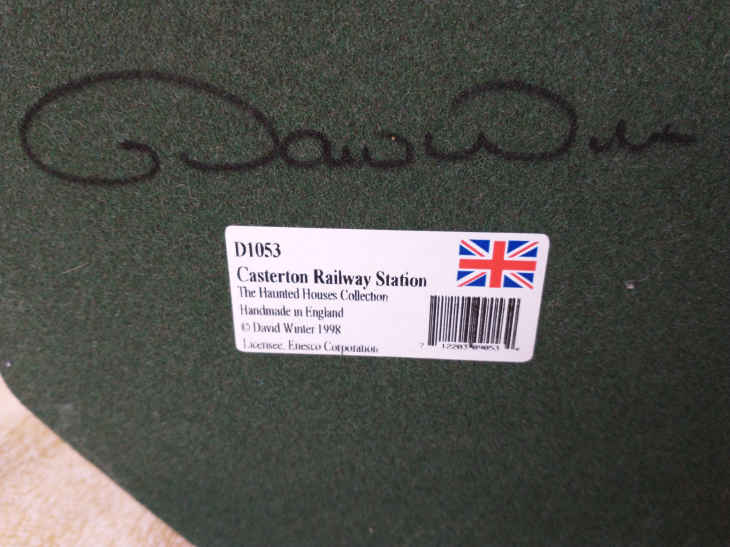 David Winter
D1053
Casterton Railway Station
The Haunted Houses Collection
Handmade in England
© David Winter 1998
Licensee. Enesco Corporation